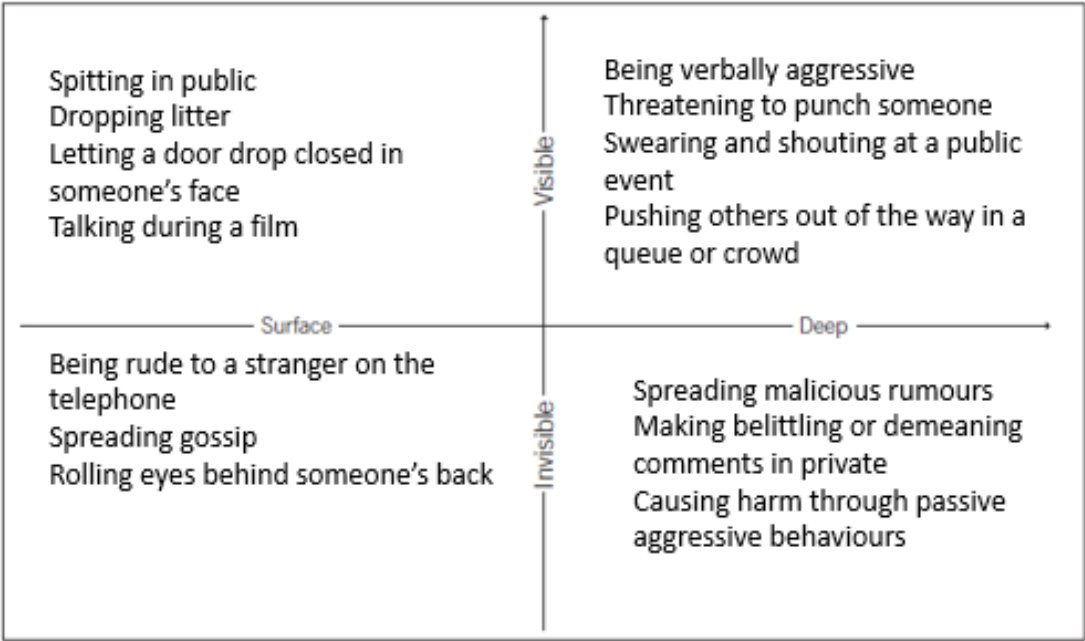 Spitting in public
Dropping litter
Letting a door drop closed in
someone's face
Talking during a film
Visible
Being verbally aggressive
Threatening to punch someone
Swearing and shouting at a public
event
Pushing others out of the way in a
queue or crowd
Surface
Deep
Being rude to a stranger on the
telephone
Spreading gossip
Rolling eyes behind someone's back
Invisible
Spreading malicious rumours
Making belittling or demeaning
comments in private
Causing harm through passive
aggressive behaviours